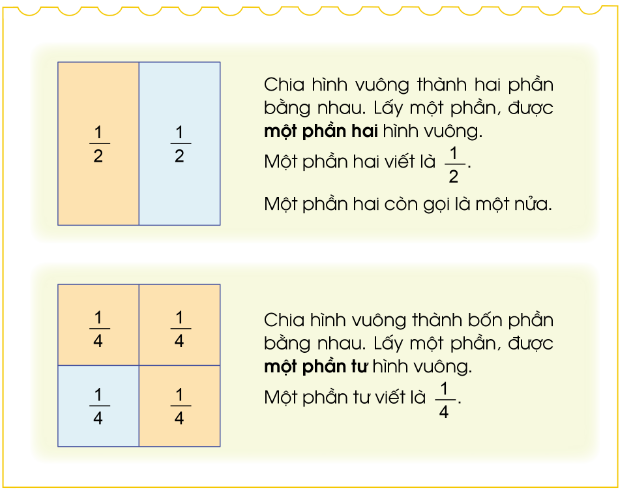 1/2 1/2
Chia hình vuông thành hai phần
bằng nhau. Lấy một phần, được
một phần hai hình vuông.
Một phần hai viết là 1/2.
Một phần hai còn gọi là một nửa.
1/4 1/4
1/4 1/4
Chia hình vuông thành bốn phần
bằng nhau. Lấy một phần, được
một phần tư hình vuông.
Một phần tư viết là 1/4.